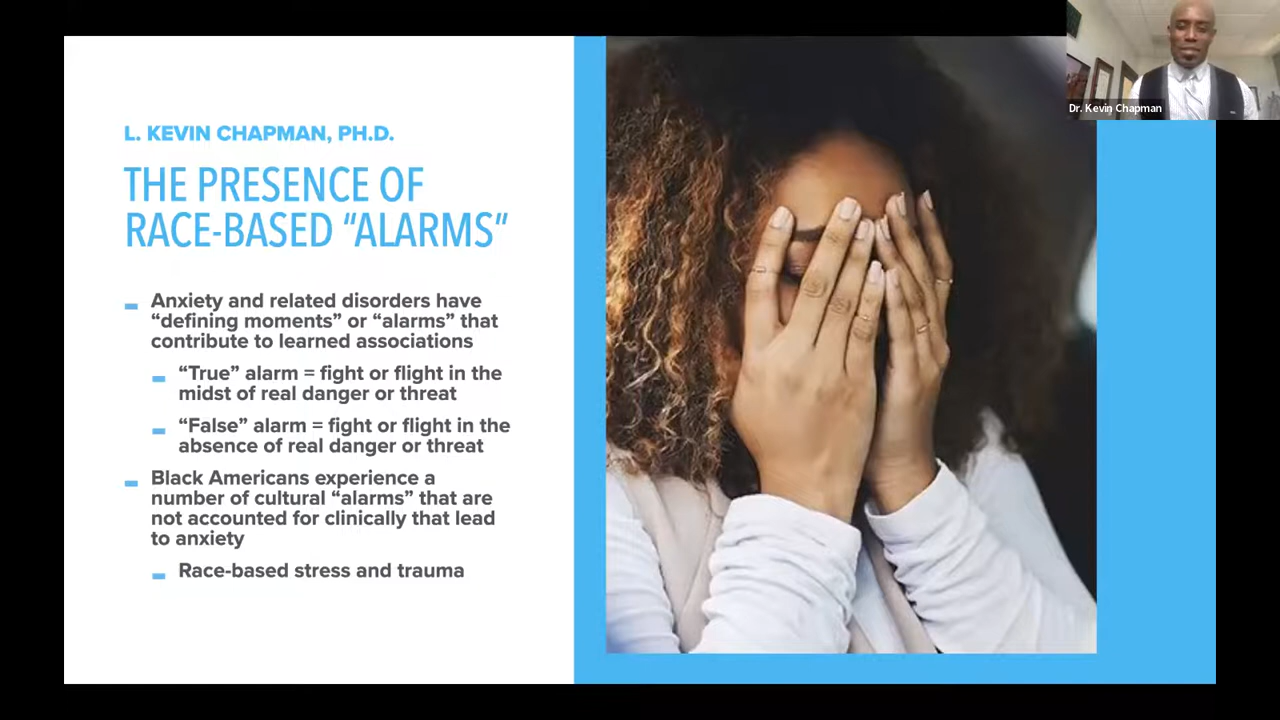 L. KEVIN CHAPMAN, PH.D.
THE PRESENCE OF
RACE-BASED “ALARMS”
Anxiety and related disorders have
“defining moments” or “alarms” that
contribute to learned associations
“True” alarm = fight or flight in the
midst of real danger or threat
“False” alarm = fight or flight in the
absence of real danger or threat
Black Americans experience a
number of cultural “alarms” that are
not accounted for clinically that lead
to anxiety
Race-based stress and trauma
Dr. Kevin Chapman